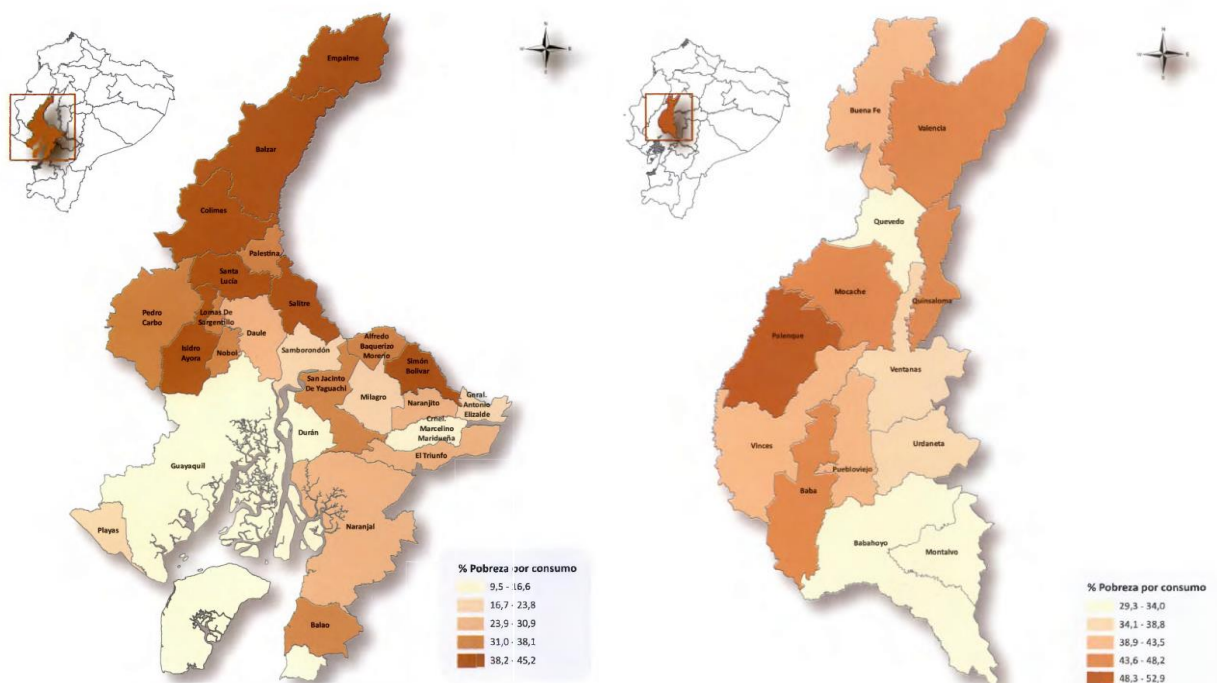 Empalme
Balzar
Colimes
Palestina
Santa
Lucía
Salitre
Pedro
Carbo
Lomas De
Sargentillo
Daule
Isidro
Ayora
Nobol
Samborondón
Alfredo
Baquerizo
Moreno
Simón
Bolívar
San Jacinto
De Yaguachi
Milagro
Naranjito
Gnral.
Antonio
Elizalde
Crnel.
Marcelino
Maridueña
Durán
El Triunfo
Guayaquil
Naranjal
Playas
Balao
% Pobreza por consumo
9,5 - 16,6
16,7 - 23,8
23,9 - 30,9
31,0 - 38,1
38,2 - 45,2
Buena Fe
Valencia
Quevedo
Mocache
Quinsaloma
Palenque
Ventanas
Vinces
Urdaneta
Puebloviejo
Baba
Babahoyo
Montalvo
% Pobreza por consumo
29,3 - 34,0
34,1 - 38,8
38,9 - 43,5
43,6 - 48,2
48,3 - 52,9